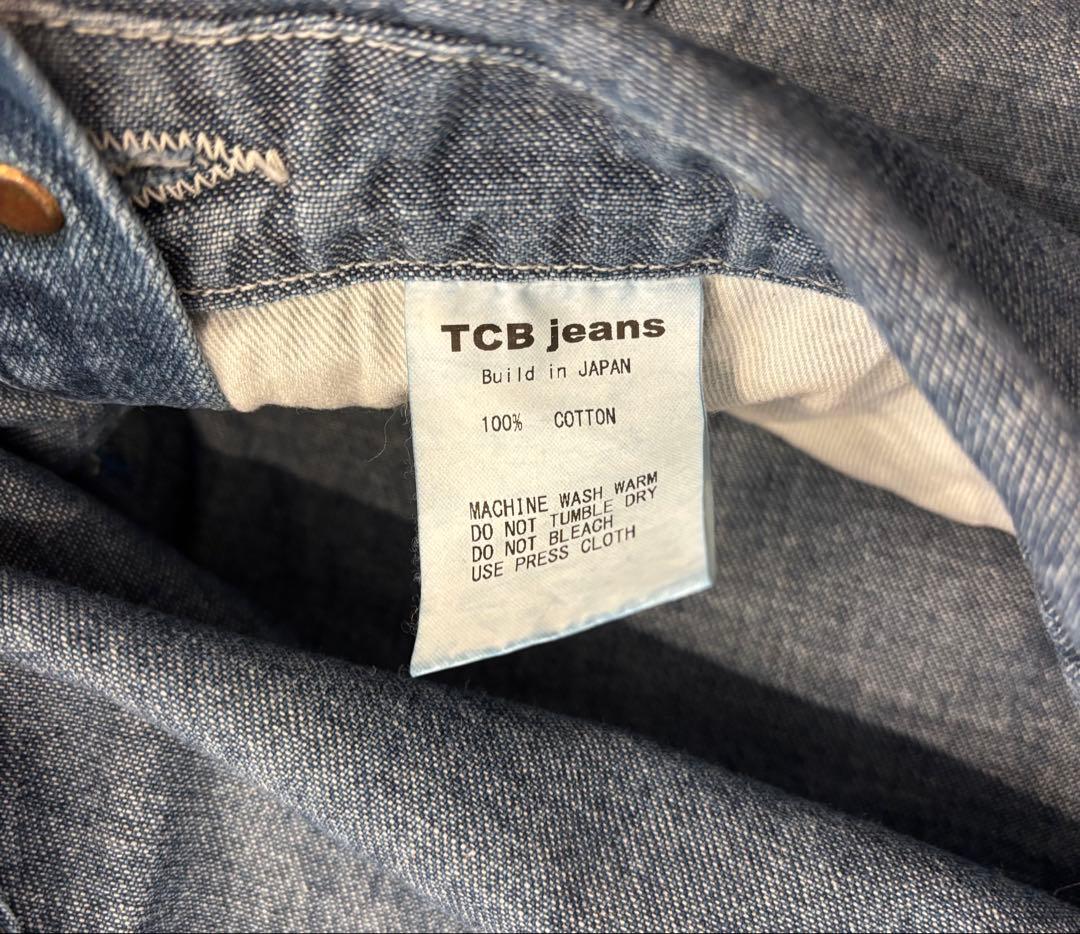 TCB jeans
Build in JAPAN
100% COTTON
MACHINE WASH WARM
DO NOT TUMBLE DRY
DO NOT BLEACH
USE PRESS CLOTH